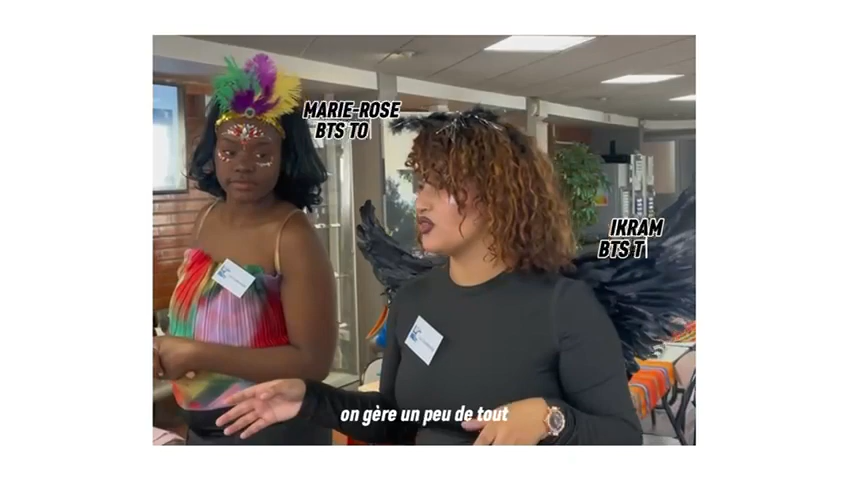 MARIE-ROSE
BTS TO
IKRAM
BTS T
on gère un peu de tout